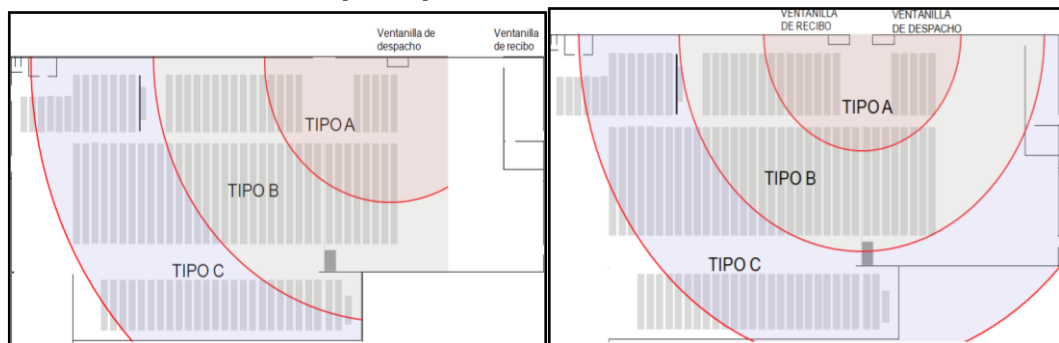 Ventanilla de
despacho
Ventanilla
de recibo
TIPO A
TIPO B
TIPO C
VENTANILLA
DE RECIBO
VENTANILLA
DE DESPACHO
TIPO A
TIPO B
TIPO C